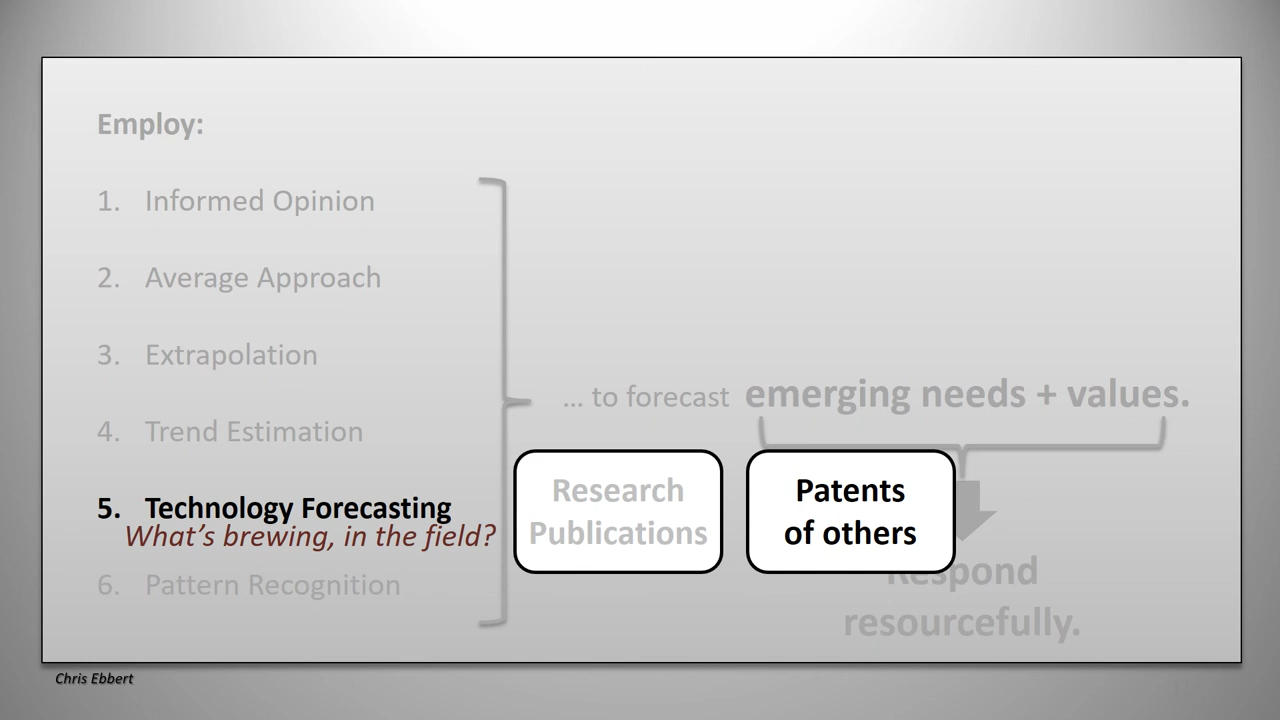 Employ:
1. Informed Opinion
2. Average Approach
3. Extrapolation
… to forecast emerging needs + values.
4. Trend Estimation
5. Technology Forecasting
What’s brewing, in the field?
Research
Publications
Patents
of others
6. Pattern Recognition
Respond
resourcefully.
Chris Ebbert